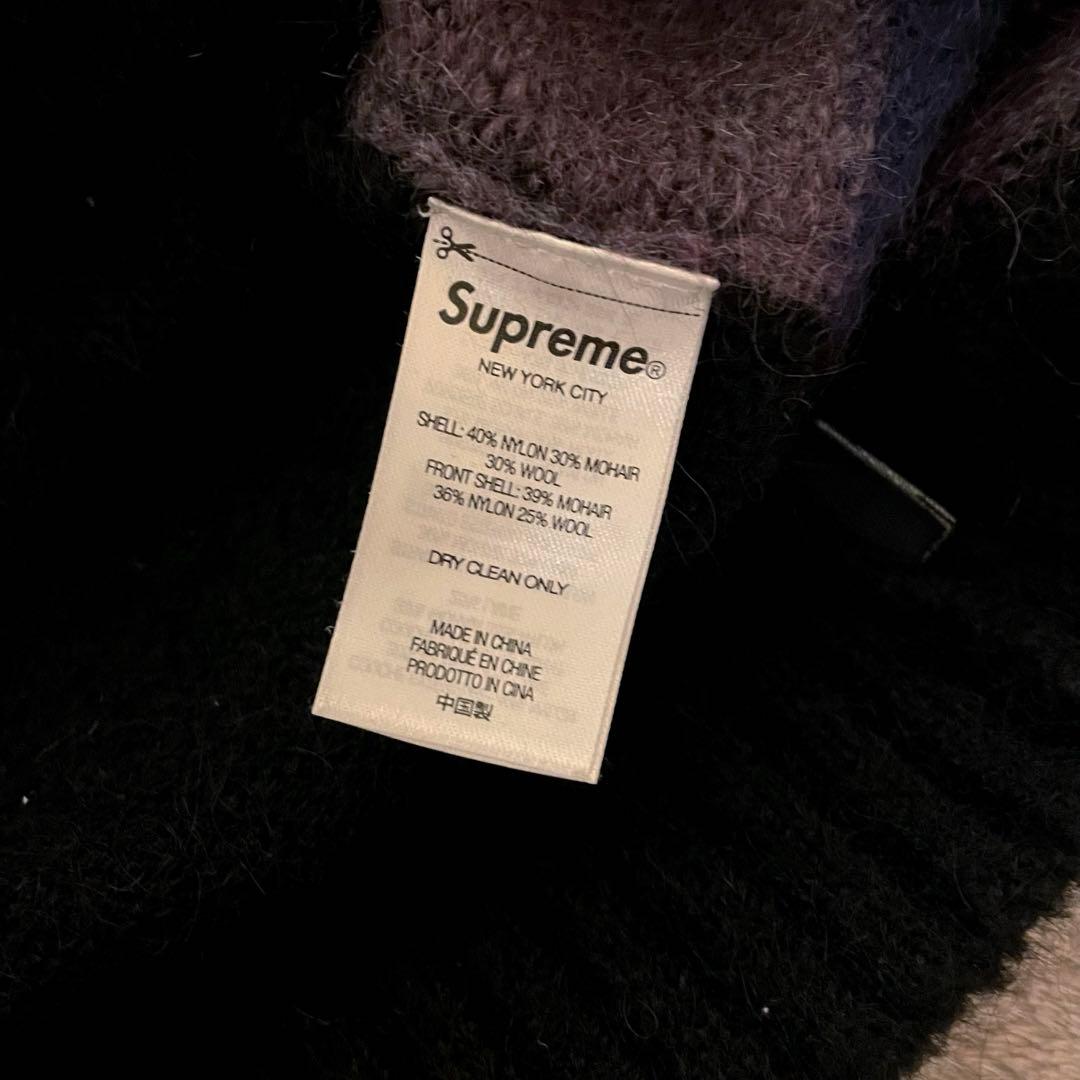 Supreme®
NEW YORK CITY
SHELL: 40% NYLON 30% MOHAIR
30% WOOL
FRONT SHELL: 39% MOHAIR
36% NYLON 25% WOOL
DRY CLEAN ONLY
MADE IN CHINA
FABRIQUÉ EN CHINE
PRODOTTO IN CINA
中国製